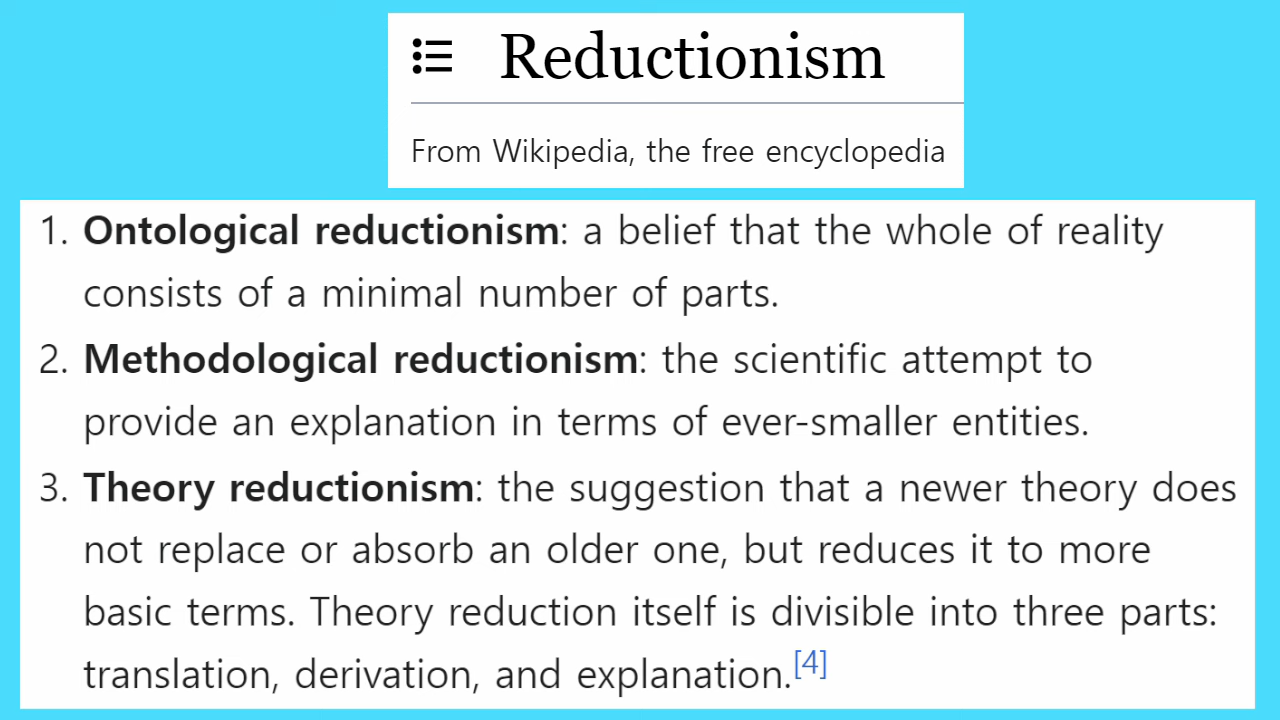 Reductionism
From Wikipedia, the free encyclopedia
1. Ontological reductionism: a belief that the whole of reality
consists of a minimal number of parts.
2. Methodological reductionism: the scientific attempt to
provide an explanation in terms of ever-smaller entities.
3. Theory reductionism: the suggestion that a newer theory does
not replace or absorb an older one, but reduces it to more
basic terms. Theory reduction itself is divisible into three parts:
translation, derivation, and explanation.[4]